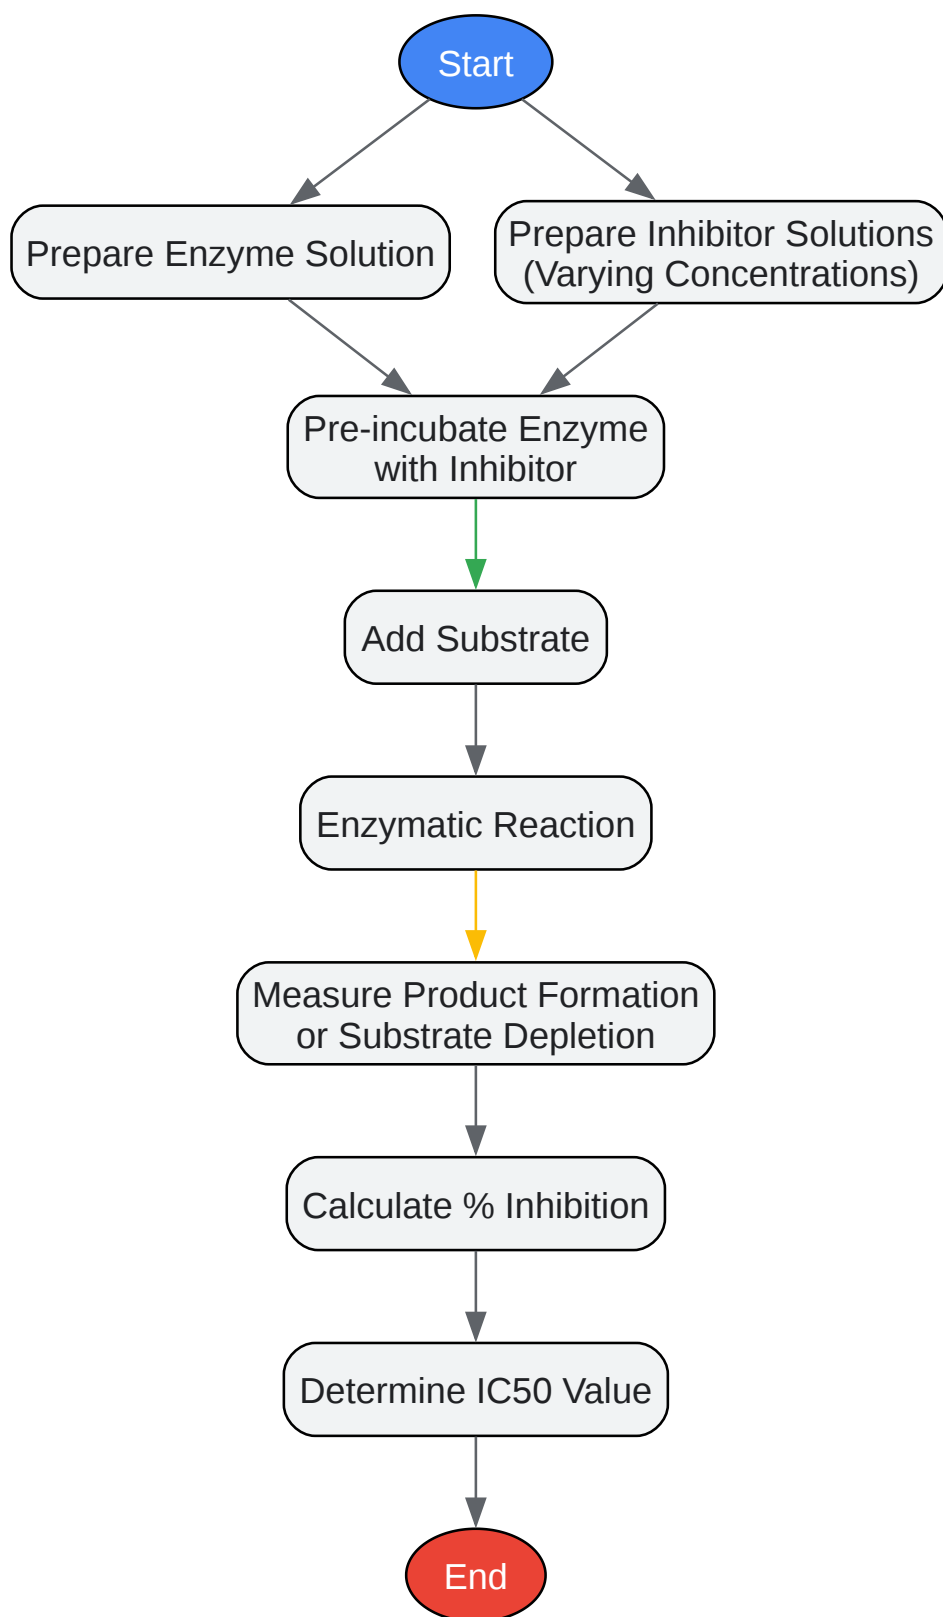 Start
Prepare Enzyme Solution
Prepare Inhibitor Solutions
(Varying Concentrations)
Pre-incubate Enzyme
with Inhibitor
Add Substrate
Enzymatic Reaction
Measure Product Formation
or Substrate Depletion
Calculate % Inhibition
Determine IC50 Value
End